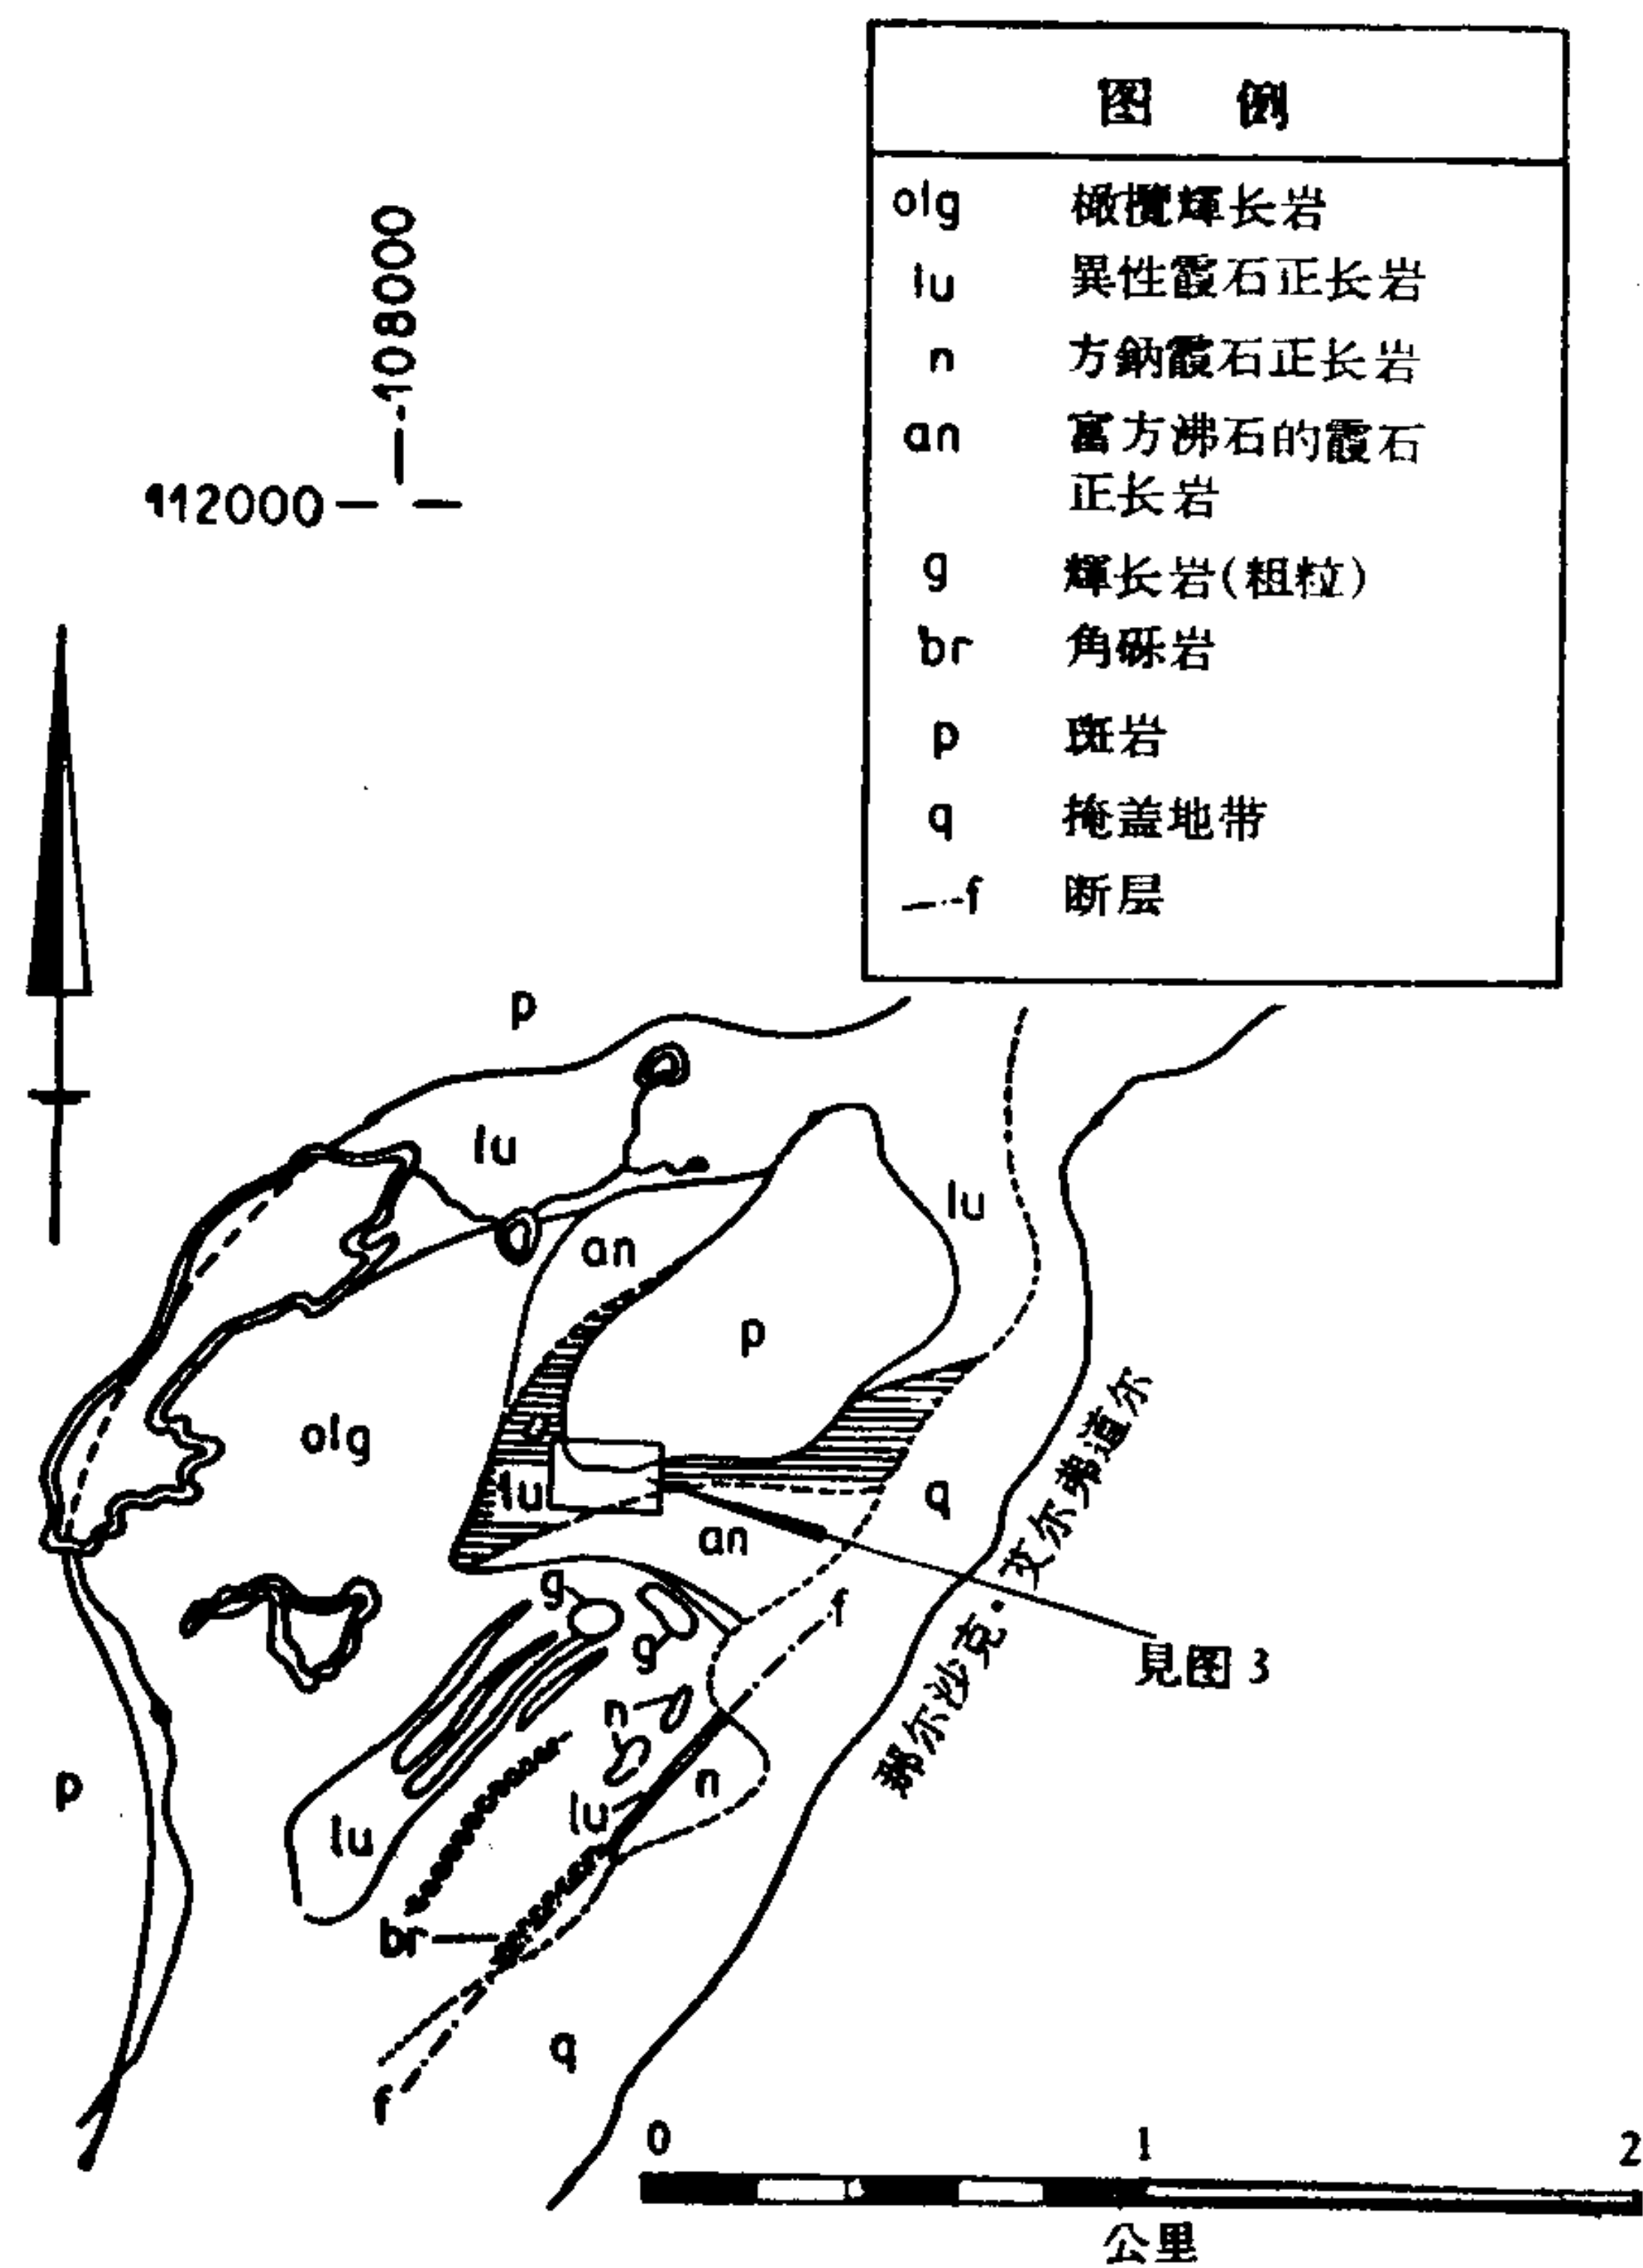 图 例
olg 橄欖輝长岩
lu 異性霞石正长岩
n 方鈉霞石正长岩
an 富方沸石的霞石
正长岩
g 輝长岩(粗粒)
br 角砾岩
p 斑岩
q 掩盖地带
f 断层
108000
112000
p
lu
lu
an
p
olg
lu
q
an
那尔沙克·艾尔弗道尔
g
f
g
見图 3
n
p
n
lu
lu
br
q
f
0 1 2
公里